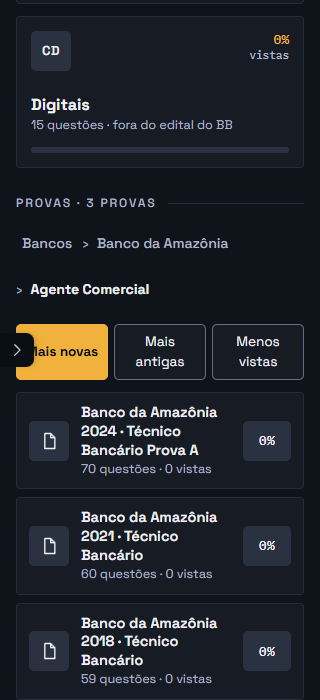 CD
0%
vistas
Digitais
15 questões · fora do edital do BB
PROVAS · 3 PROVAS
Bancos > Banco da Amazônia
> Agente Comercial
Mais novas
Mais
antigas
Menos
vistas
Banco da Amazônia
2024 · Técnico
Bancário Prova A
70 questões · 0 vistas
0%
Banco da Amazônia
2021 · Técnico
Bancário
60 questões · 0 vistas
0%
Banco da Amazônia
2018 · Técnico
Bancário
59 questões · 0 vistas
0%